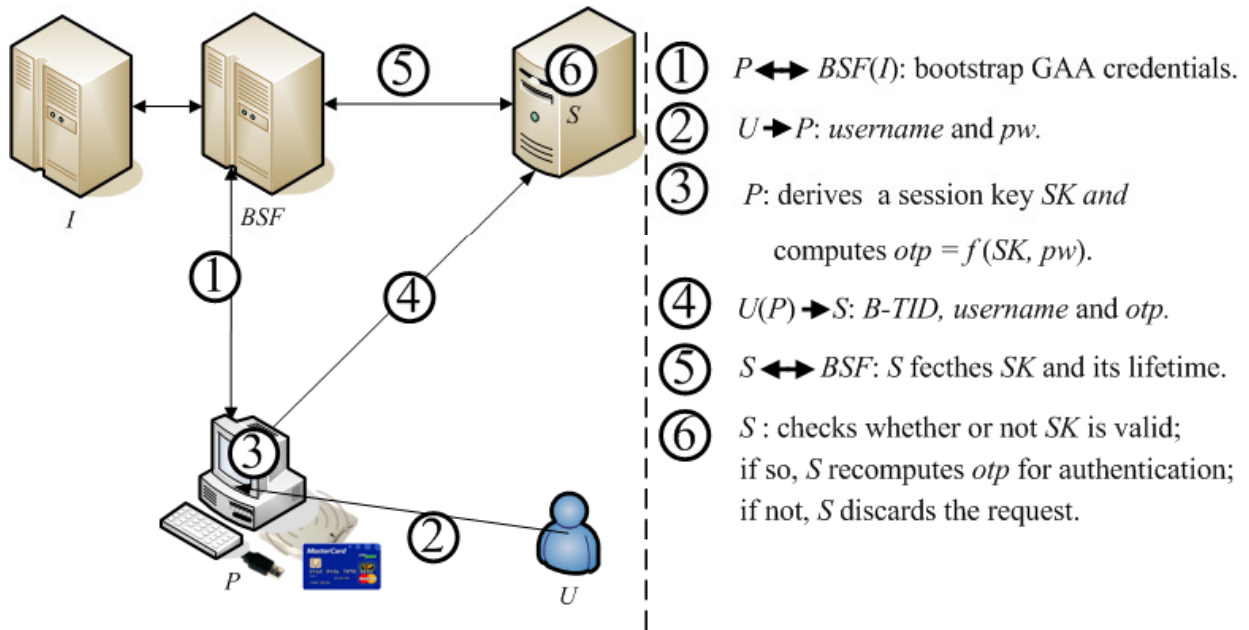 I
BSF
S
P
U
1
2
3
4
5
6
MasterCard
① P ↔ BSF(I): bootstrap GAA credentials.
② U → P: username and pw.
③ P: derives a session key SK and
computes otp = f (SK, pw).
④ U(P) → S: B-TID, username and otp.
⑤ S ↔ BSF: S fecthes SK and its lifetime.
⑥ S : checks whether or not SK is valid;
if so, S recomputes otp for authentication;
if not, S discards the request.